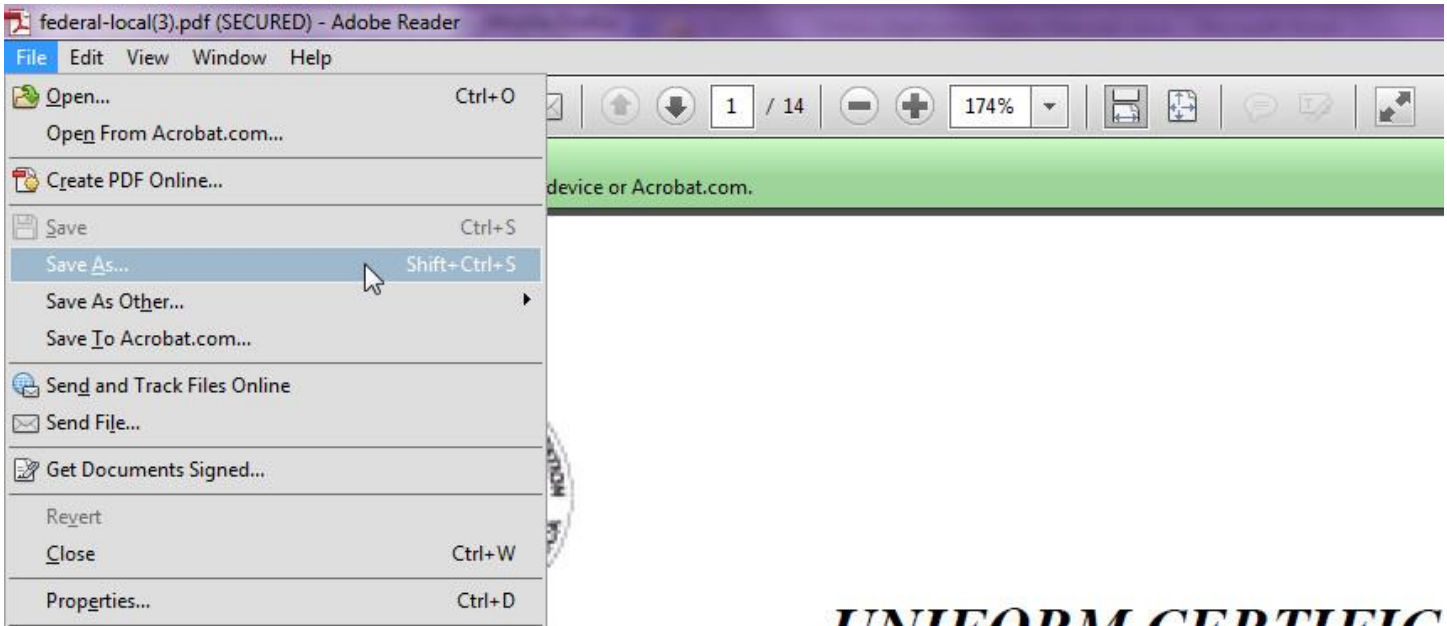 federal-local(3).pdf (SECURED) - Adobe Reader
File Edit View Window Help
Open... Ctrl+O
1 / 14 174%
Open From Acrobat.com...
Create PDF Online...
device or Acrobat.com.
Save Ctrl+S
Save As... Shift+Ctrl+S
Save As Other...
Save To Acrobat.com...
Send and Track Files Online
Send File...
Get Documents Signed...
Revert
Close Ctrl+W
Properties... Ctrl+D
UNIFORM CERTIFIC